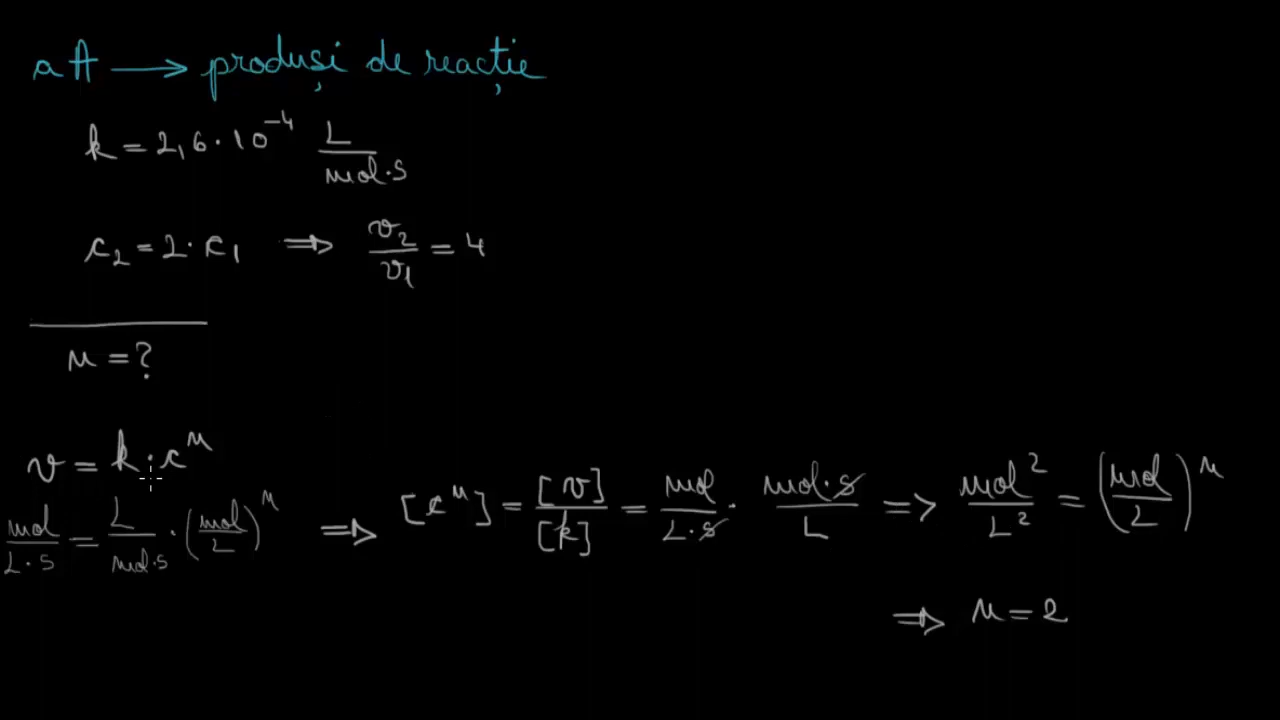 aA ⟶ produși de reacție
k = 2,6·10⁻⁴ L/(mol·s)
c₂ = 2·c₁ ⟹ v₂/v₁ = 4
n = ?
v = k·cⁿ
mol/(L·s) = L/(mol·s) · (mol/L)ⁿ ⟹ [cⁿ] = [v]/[k] = mol/(L·s) · (mol·s)/L => mol²/L² = (mol/L)ⁿ
⟹ n = 2